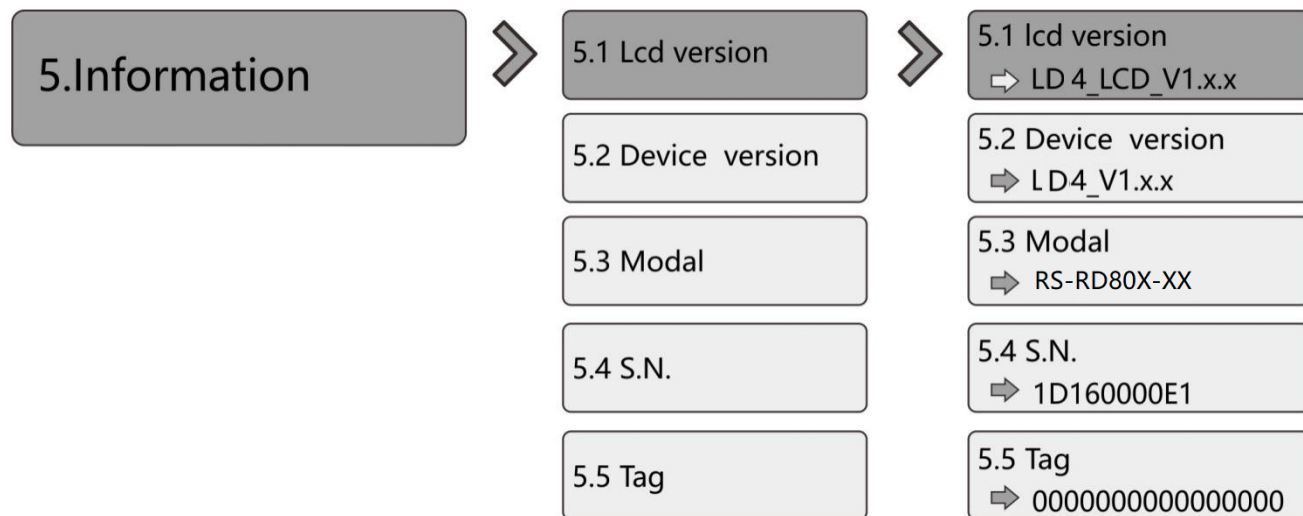 5.Information
5.1 Lcd version
5.2 Device version
5.3 Modal
5.4 S.N.
5.5 Tag
5.1 lcd version
LD 4_LCD_V1.x.x
5.2 Device version
LD4_V1.x.x
5.3 Modal
RS-RD80X-XX
5.4 S.N.
1D160000E1
5.5 Tag
0000000000000000